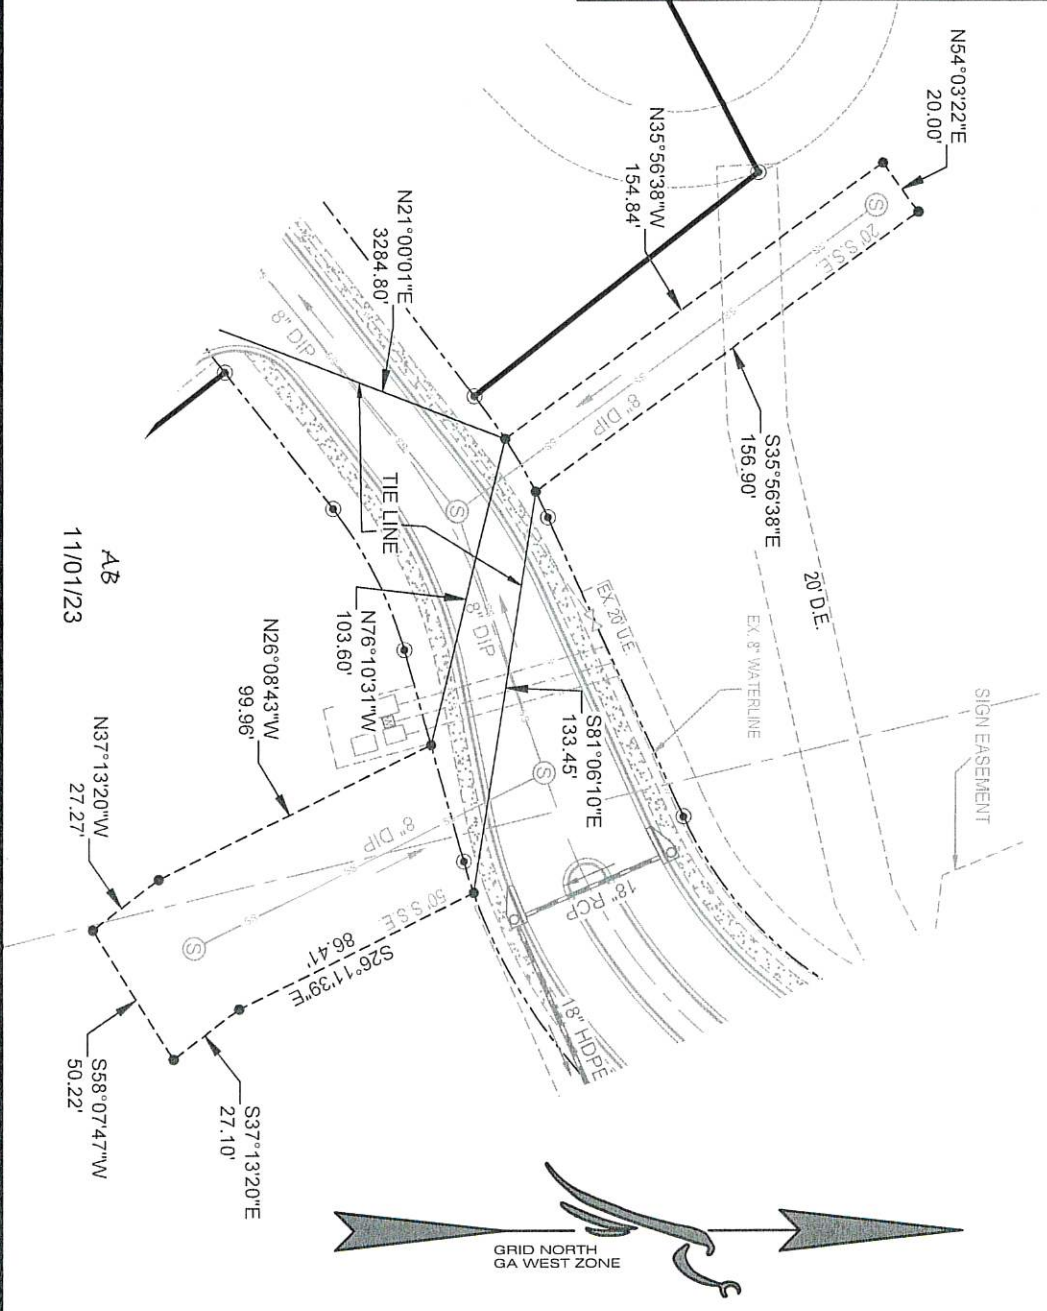 N54°03'22"E
20.00'
N35°56'38"W
154.84'
20' S.S.E.
N21°00'01"E
3284.80'
8" DIP
SS
8" DIP
SS
S35°56'38"E
156.90'
20' D.E.
EX. 8" WATERLINE
SIGN EASEMENT
EX. 20' U.E.
TIE LINE
8" DIP
N76°10'31"W
103.60'
S81°06'10"E
133.45'
AB
11/01/23
N26°08'43"W
99.96'
N37°13'20"W
27.27'
8" DIP
SS
50' S.S.E.
S26°11'39"E
86.41'
18" RCP
18" HDPE
S58°07'47"W
50.22'
S37°13'20"E
27.10'
S
S
S
S
GRID NORTH
GA WEST ZONE